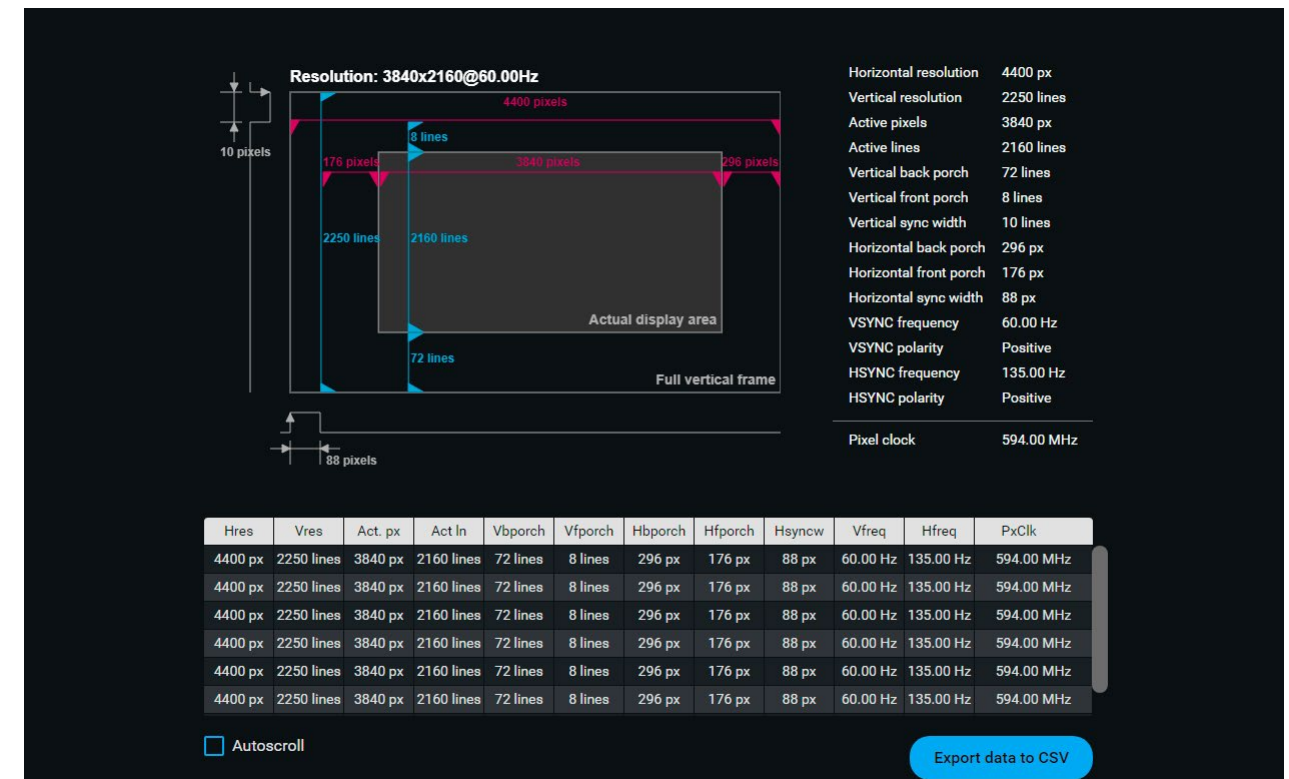 Resolution: 3840x2160@60.00Hz
4400 pixels
8 lines
10 pixels
176 pixels 3840 pixels 296 pixels
2250 lines 2160 lines
Actual display area
72 lines
Full vertical frame
88 pixels
Horizontal resolution 4400 px
Vertical resolution 2250 lines
Active pixels 3840 px
Active lines 2160 lines
Vertical back porch 72 lines
Vertical front porch 8 lines
Vertical sync width 10 lines
Horizontal back porch 296 px
Horizontal front porch 176 px
Horizontal sync width 88 px
VSYNC frequency 60.00 Hz
VSYNC polarity Positive
HSYNC frequency 135.00 Hz
HSYNC polarity Positive
Pixel clock 594.00 MHz
Hres Vres Act. px Act ln Vbporch Vfporch Hbporch Hfporch Hsyncw Vfreq Hfreq PxClk
4400 px 2250 lines 3840 px 2160 lines 72 lines 8 lines 296 px 176 px 88 px 60.00 Hz 135.00 Hz 594.00 MHz
4400 px 2250 lines 3840 px 2160 lines 72 lines 8 lines 296 px 176 px 88 px 60.00 Hz 135.00 Hz 594.00 MHz
4400 px 2250 lines 3840 px 2160 lines 72 lines 8 lines 296 px 176 px 88 px 60.00 Hz 135.00 Hz 594.00 MHz
4400 px 2250 lines 3840 px 2160 lines 72 lines 8 lines 296 px 176 px 88 px 60.00 Hz 135.00 Hz 594.00 MHz
4400 px 2250 lines 3840 px 2160 lines 72 lines 8 lines 296 px 176 px 88 px 60.00 Hz 135.00 Hz 594.00 MHz
4400 px 2250 lines 3840 px 2160 lines 72 lines 8 lines 296 px 176 px 88 px 60.00 Hz 135.00 Hz 594.00 MHz
Autoscroll
Export data to CSV